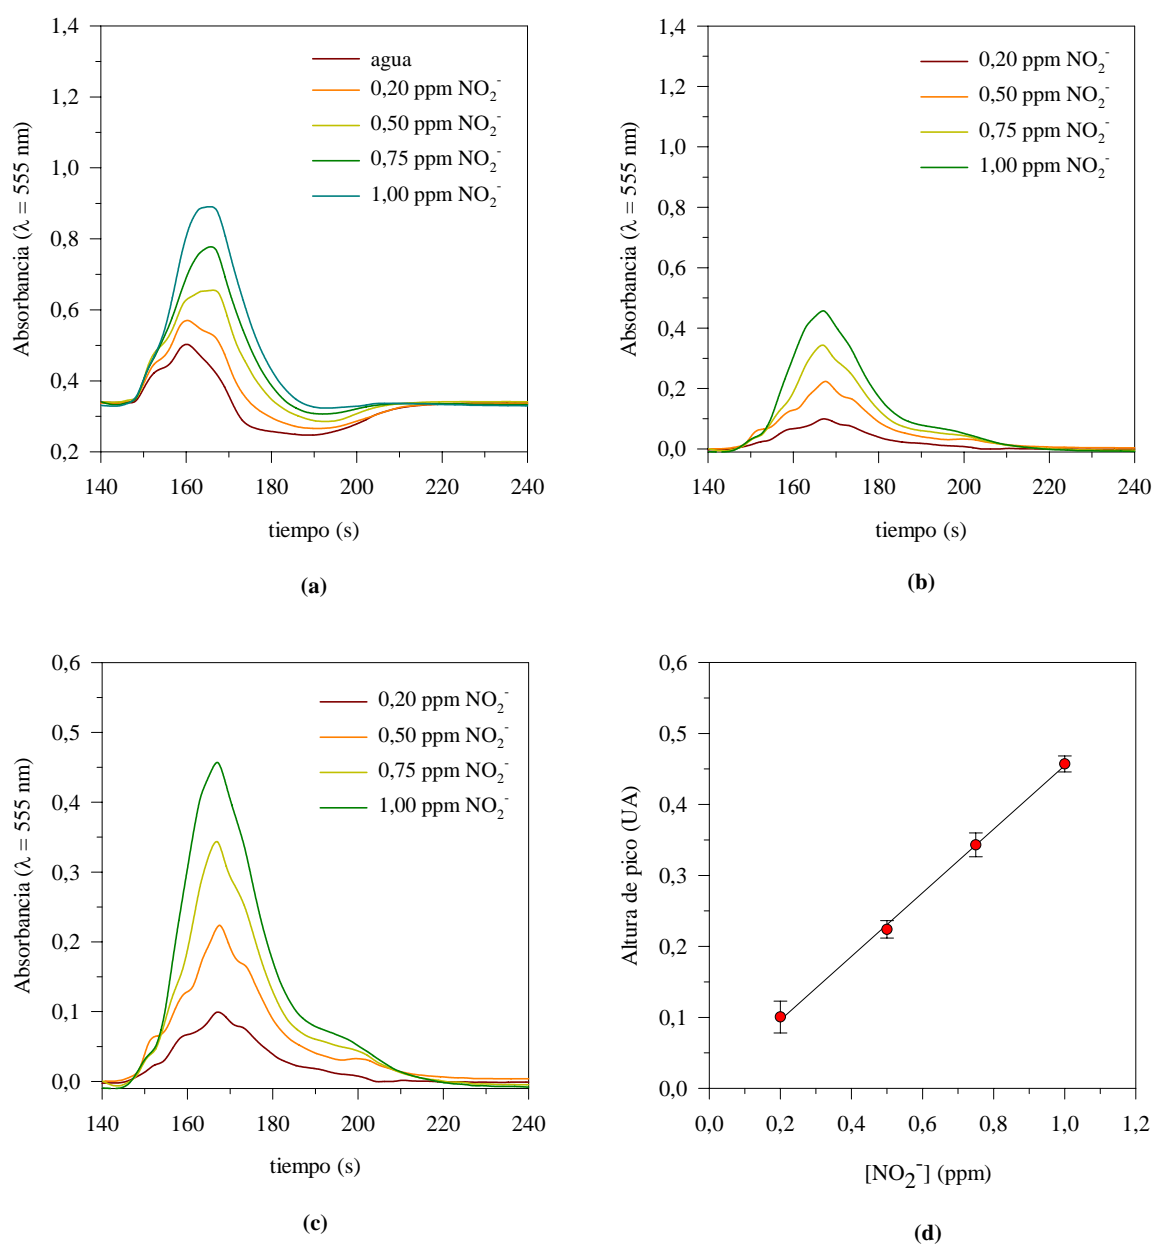 Absorbancia (λ = 555 nm)
1,4
1,2
1,0
0,8
0,6
0,4
0,2
agua
0,20 ppm NO₂⁻
0,50 ppm NO₂⁻
0,75 ppm NO₂⁻
1,00 ppm NO₂⁻
140 160 180 200 220 240
tiempo (s)
(a)
Absorbancia (λ = 555 nm)
1,4
1,2
1,0
0,8
0,6
0,4
0,2
0,0
0,20 ppm NO₂⁻
0,50 ppm NO₂⁻
0,75 ppm NO₂⁻
1,00 ppm NO₂⁻
140 160 180 200 220 240
tiempo (s)
(b)
Absorbancia (λ = 555 nm)
0,6
0,5
0,4
0,3
0,2
0,1
0,0
0,20 ppm NO₂⁻
0,50 ppm NO₂⁻
0,75 ppm NO₂⁻
1,00 ppm NO₂⁻
140 160 180 200 220 240
tiempo (s)
(c)
Altura de pico (UA)
0,6
0,5
0,4
0,3
0,2
0,1
0,0
0,0 0,2 0,4 0,6 0,8 1,0 1,2
[NO₂⁻] (ppm)
(d)